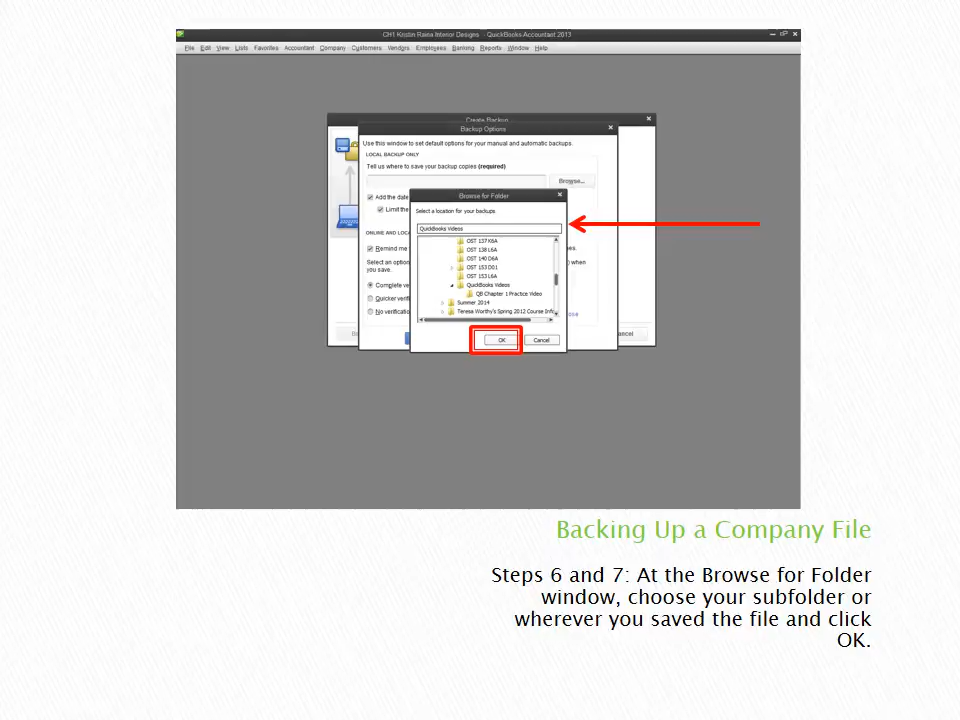 CH1 Kristin Raina Interior Designs - QuickBooks Accountant 2013
File Edit View Lists Favorites Accountant Company Customers Vendors Employees Banking Reports Window Help
Create Backup
Backup Options
Use this window to set default options for your manual and automatic backups.
LOCAL BACKUP ONLY
Tell us where to save your backup copies (required)
Browse...
Add the date
Limit the
Browse for Folder
Select a location for your backups.
QuickBooks Videos
OST 137 K6A
OST 138 L6A
OST 140 D6A
OST 153 D01
OST 153 L6A
QuickBooks Videos
QB Chapter 1 Practice Video
Summer 2014
Teresa Worthy's Spring 2012 Course Info
OK Cancel
ONLINE AND LOCA
Remind me
Select an option when
you save.
Complete ve
Quicker verifi
No verificatio
Backing Up a Company File
Steps 6 and 7: At the Browse for Folder
window, choose your subfolder or
wherever you saved the file and click
OK.